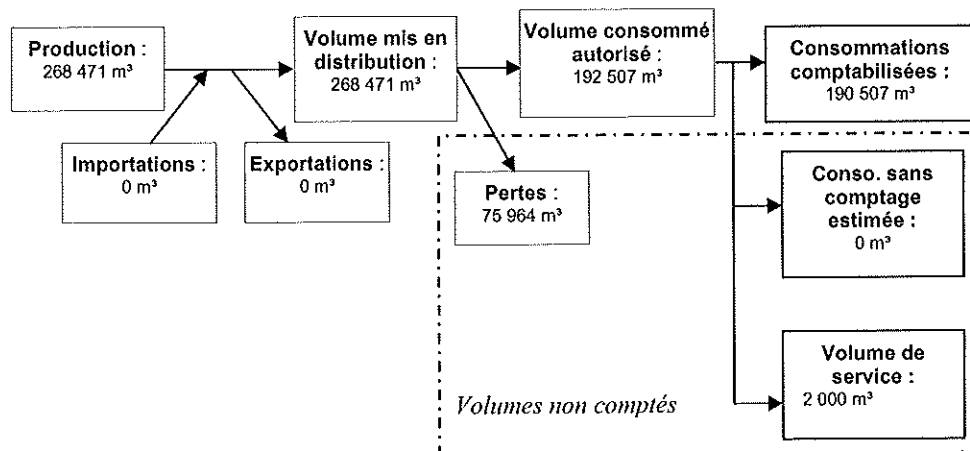 Production :
268 471 m³
Volume mis en
distribution :
268 471 m³
Volume consommé
autorisé :
192 507 m³
Consommations
comptabilisées :
190 507 m³
Importations :
0 m³
Exportations :
0 m³
Pertes :
75 964 m³
Conso. sans
comptage
estimée :
0 m³
Volume de
service :
2 000 m³
Volumes non comptés